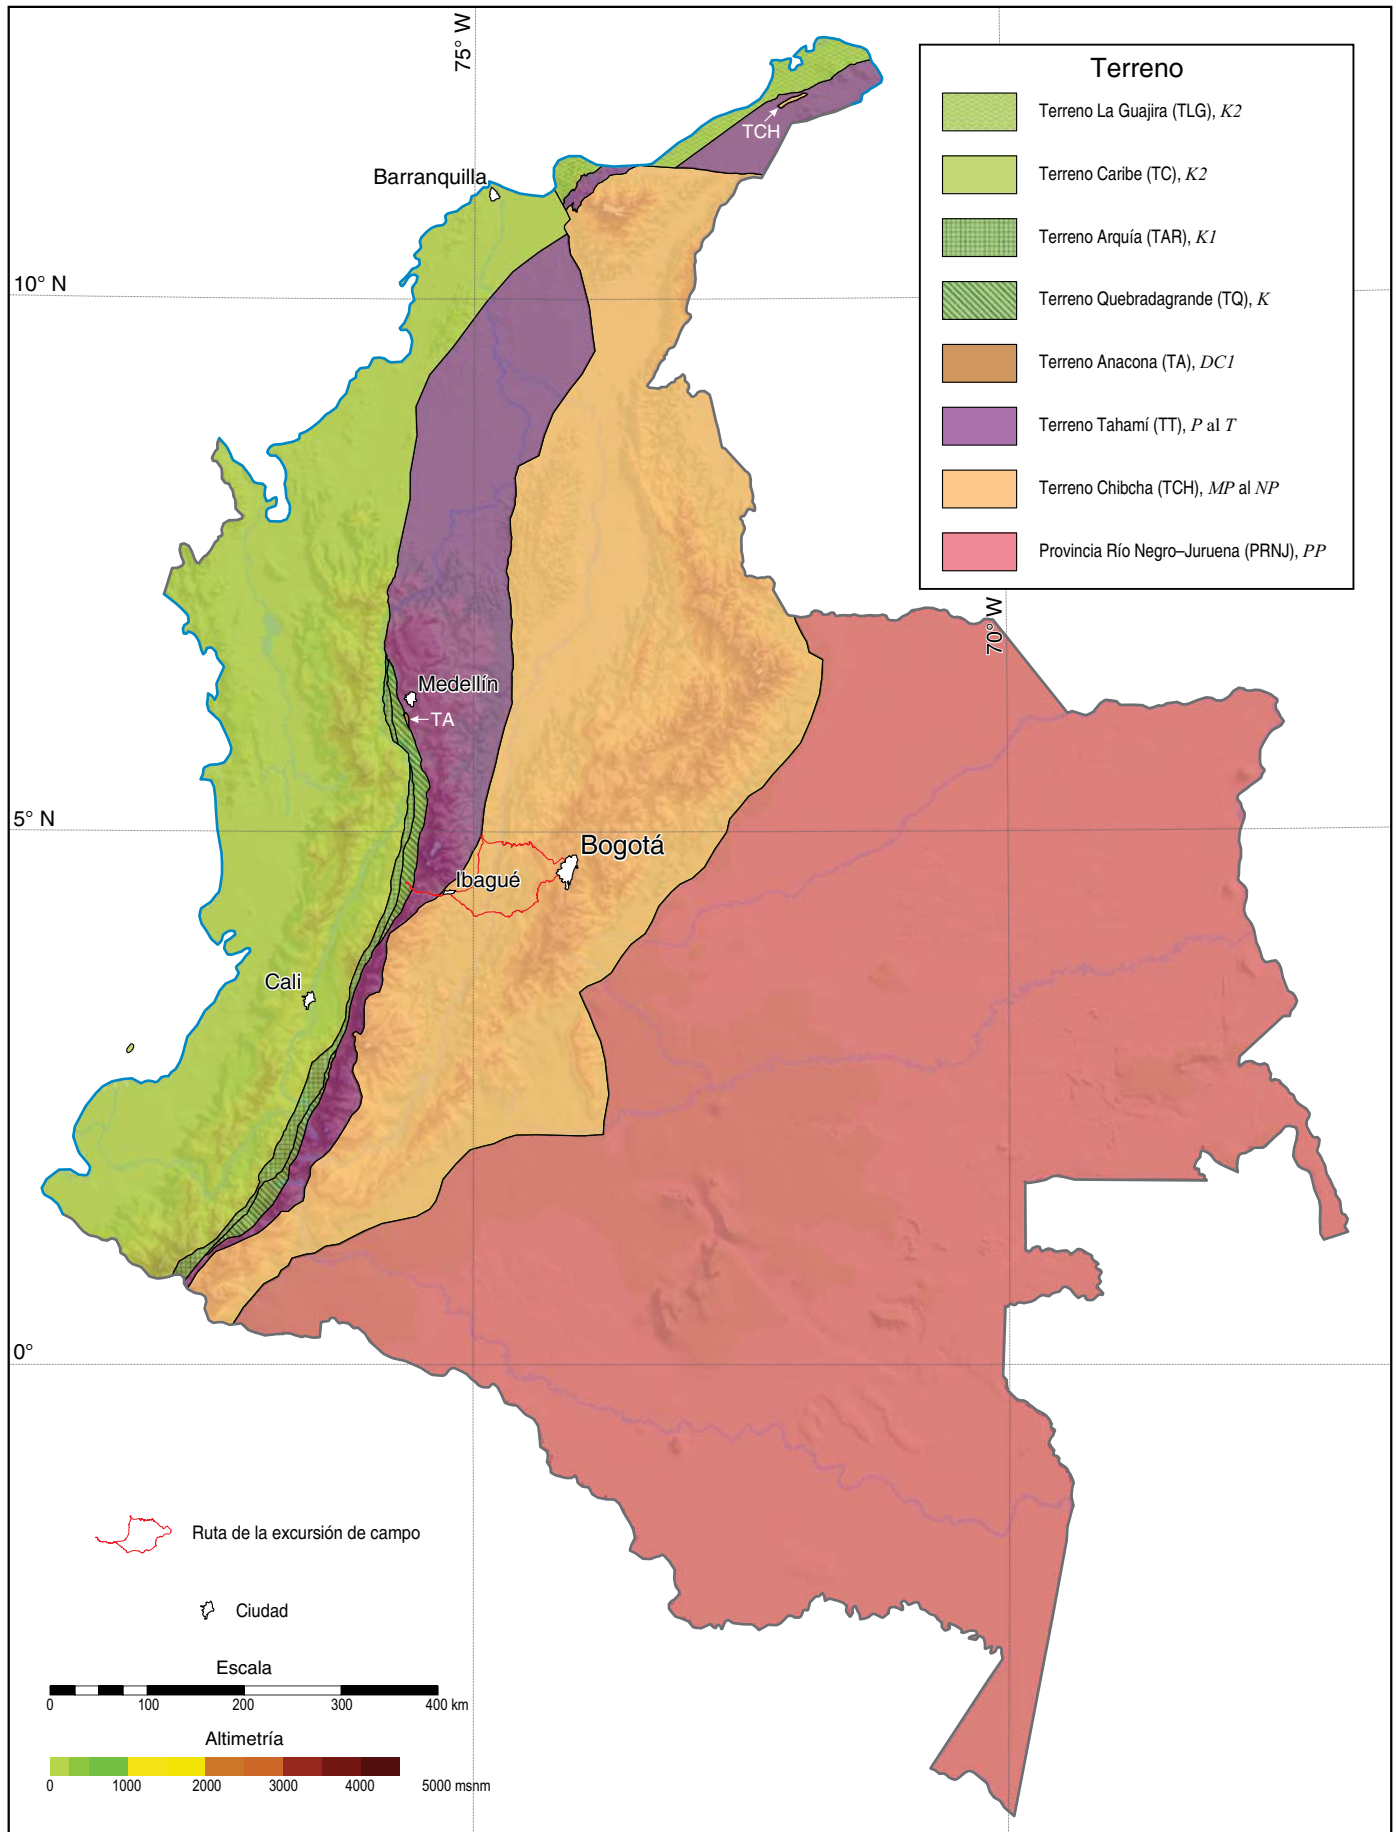 75° W
Terreno
Terreno La Guajira (TLG), K2
Terreno Caribe (TC), K2
Terreno Arquía (TAR), K1
Terreno Quebradagrande (TQ), K
Terreno Anacona (TA), DC1
Terreno Tahamí (TT), P al T
Terreno Chibcha (TCH), MP al NP
Provincia Río Negro–Juruena (PRNJ), PP
TCH
Barranquilla
10° N
70° W
Medellín
TA
5° N
Bogotá
Ibagué
Cali
0°
Ruta de la excursión de campo
Ciudad
Escala
0 100 200 300 400 km
Altimetría
0 1000 2000 3000 4000 5000 msnm